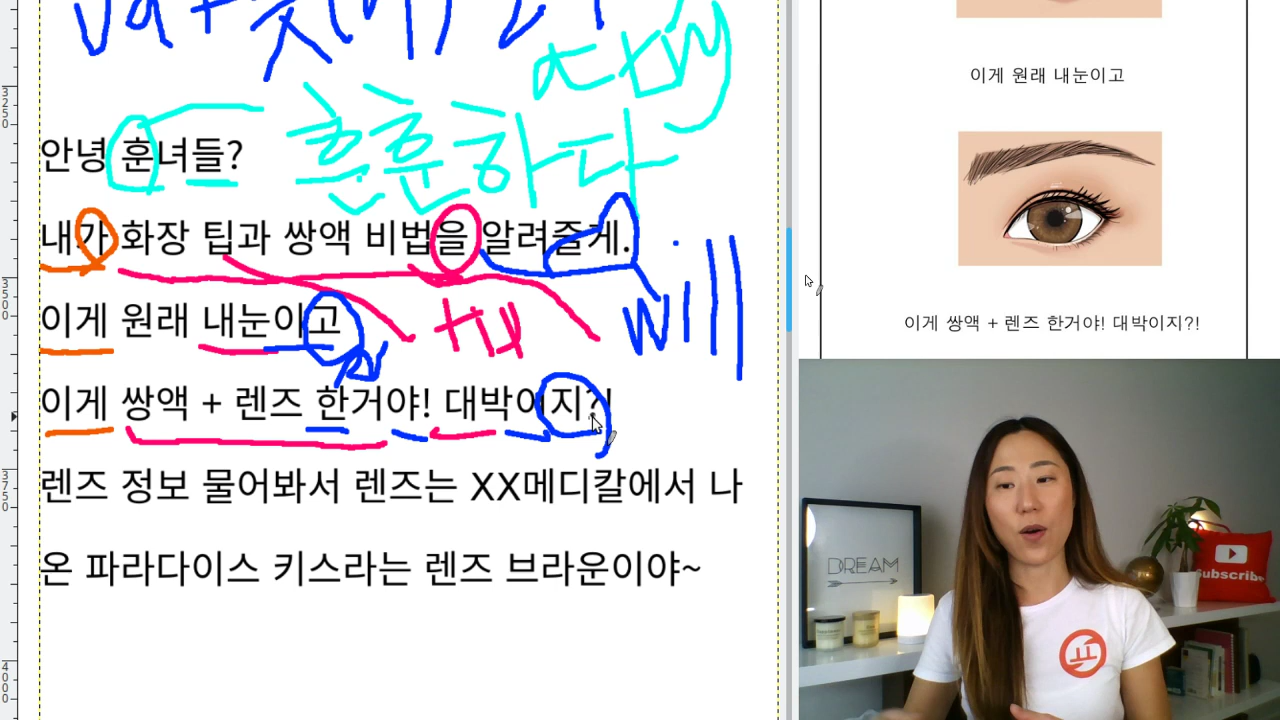 훈훈하다
안녕 훈녀들?
내가 화장 팁과 쌍액 비법을 알려줄게.
will
이게 원래 내눈이고
이게 쌍액 + 렌즈 한거야! 대박이지?!
렌즈 정보 물어봐서 렌즈는 XX메디칼에서 나
온 파라다이스 키스라는 렌즈 브라운이야~
3250
3500
3750
4000
이게 원래 내눈이고
이게 쌍액 + 렌즈 한거야! 대박이지?!
DREAM
Subscribe